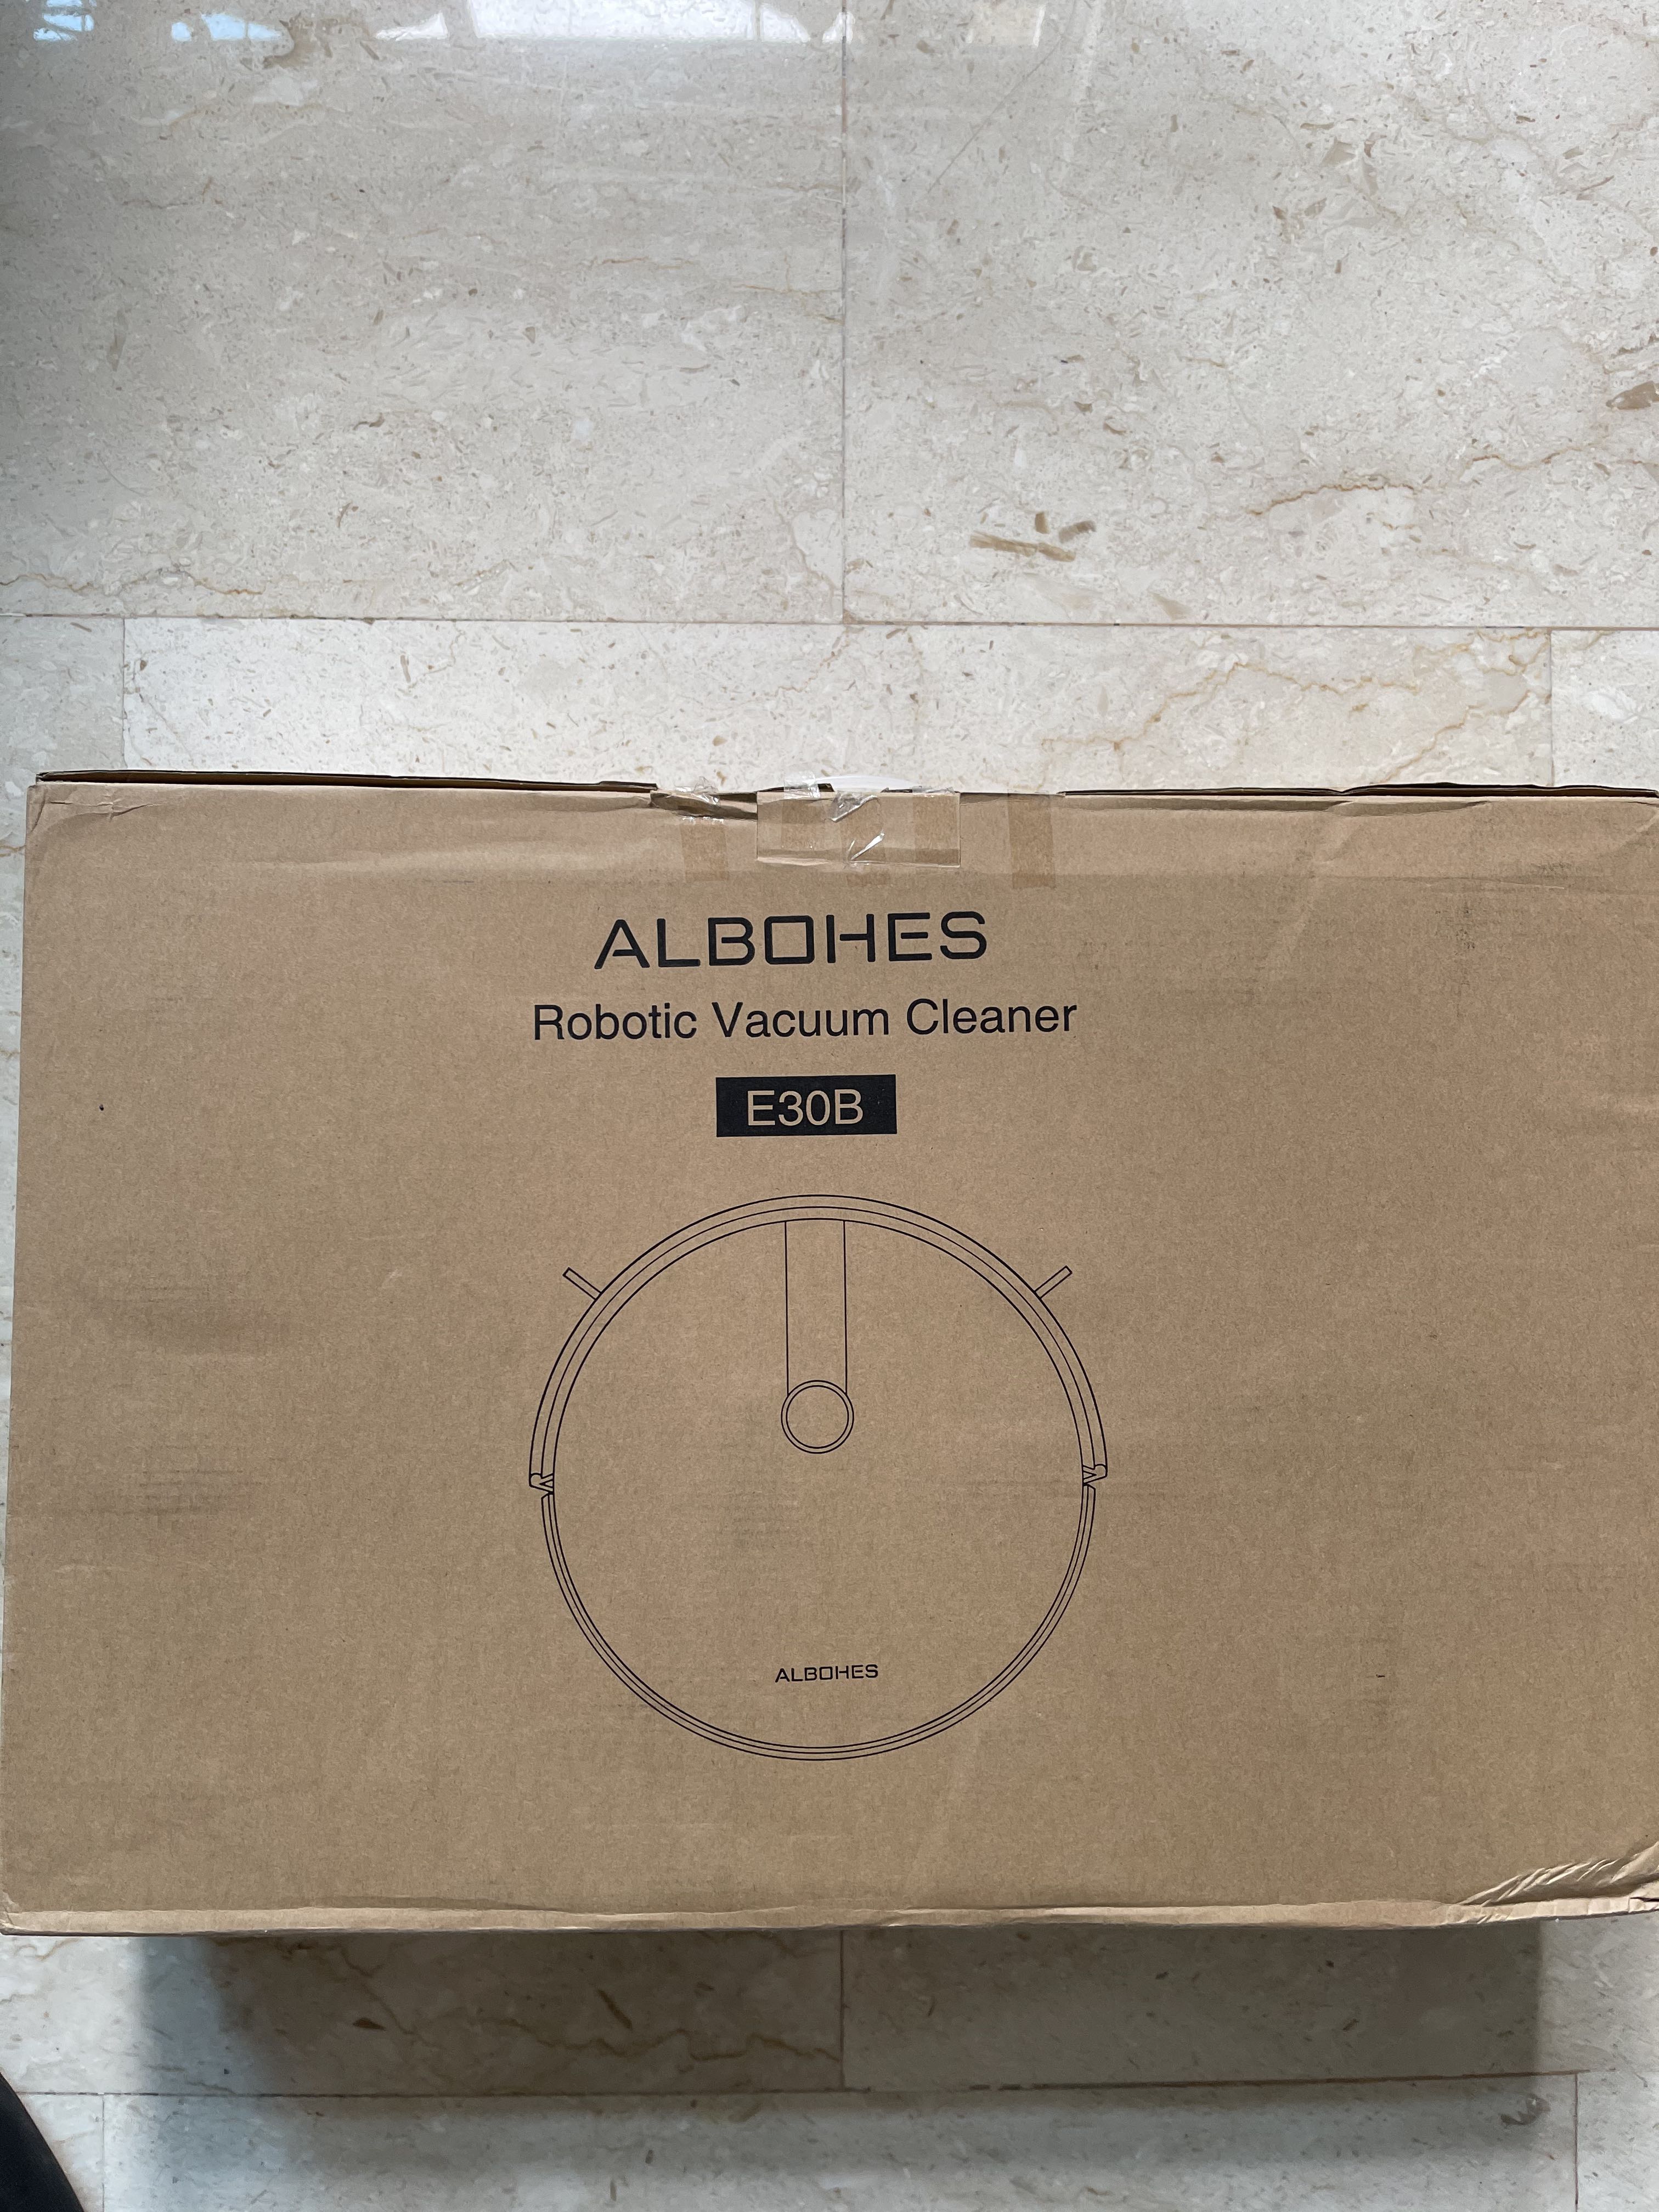 ALBOHES
Robotic Vacuum Cleaner
E30B
ALBOHES